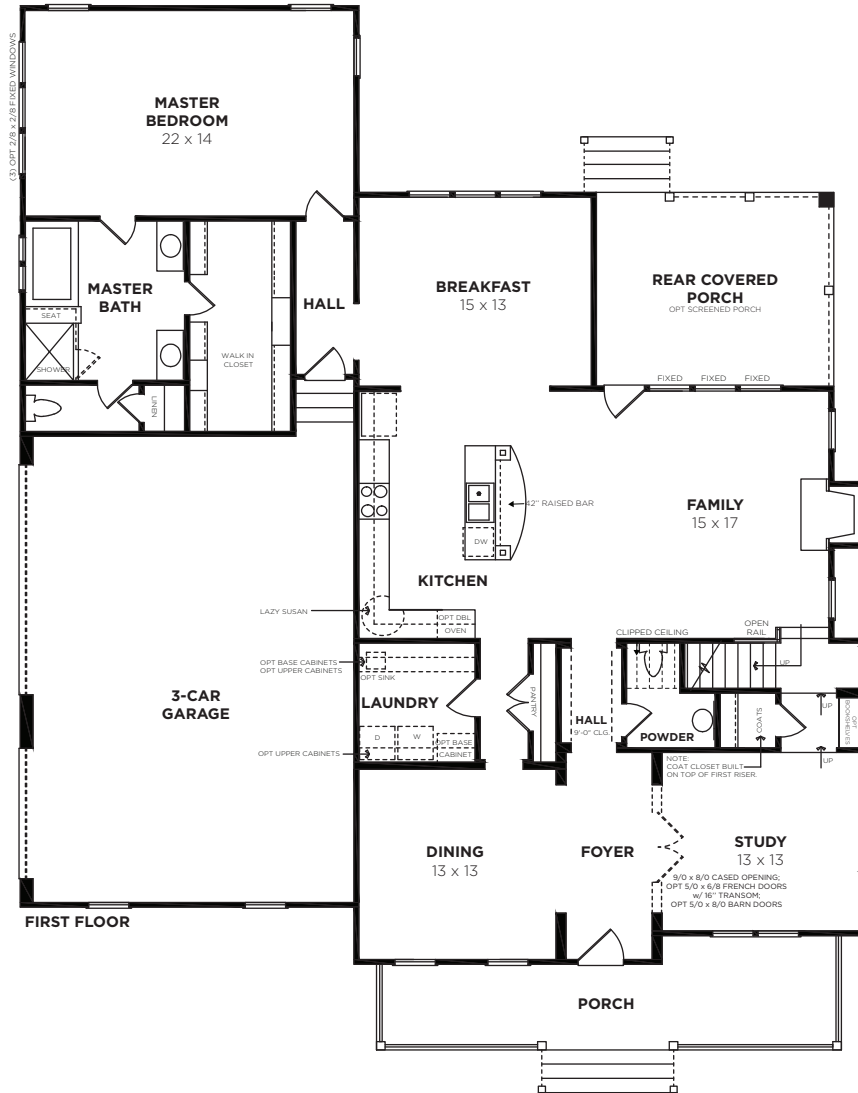 (3) OPT 2/8 x 2/8 FIXED WINDOWS
MASTER
BEDROOM
22 x 14
MASTER
BATH
SEAT
SHOWER
LINEN
WALK IN
CLOSET
HALL
BREAKFAST
15 x 13
REAR COVERED
PORCH
OPT SCREENED PORCH
FIXED FIXED FIXED
42" RAISED BAR
DW
FAMILY
15 x 17
KITCHEN
LAZY SUSAN
OPT DBL
OVEN
CLIPPED CEILING
OPEN
RAIL
UP
OPT BASE CABINETS
OPT UPPER CABINETS
OPT SINK
3-CAR
GARAGE
LAUNDRY
PANTRY
HALL
9'-0" CLG.
POWDER
COATS
UP
OPT
BOOKSHELVES
D
W
OPT BASE
CABINET
OPT UPPER CABINETS
NOTE:
COAT CLOSET BUILT
ON TOP OF FIRST RISER.
UP
DINING
13 x 13
FOYER
STUDY
13 x 13
9/0 x 8/0 CASED OPENING;
OPT 5/0 x 6/8 FRENCH DOORS
w/ 16" TRANSOM;
OPT 5/0 x 8/0 BARN DOORS
FIRST FLOOR
PORCH